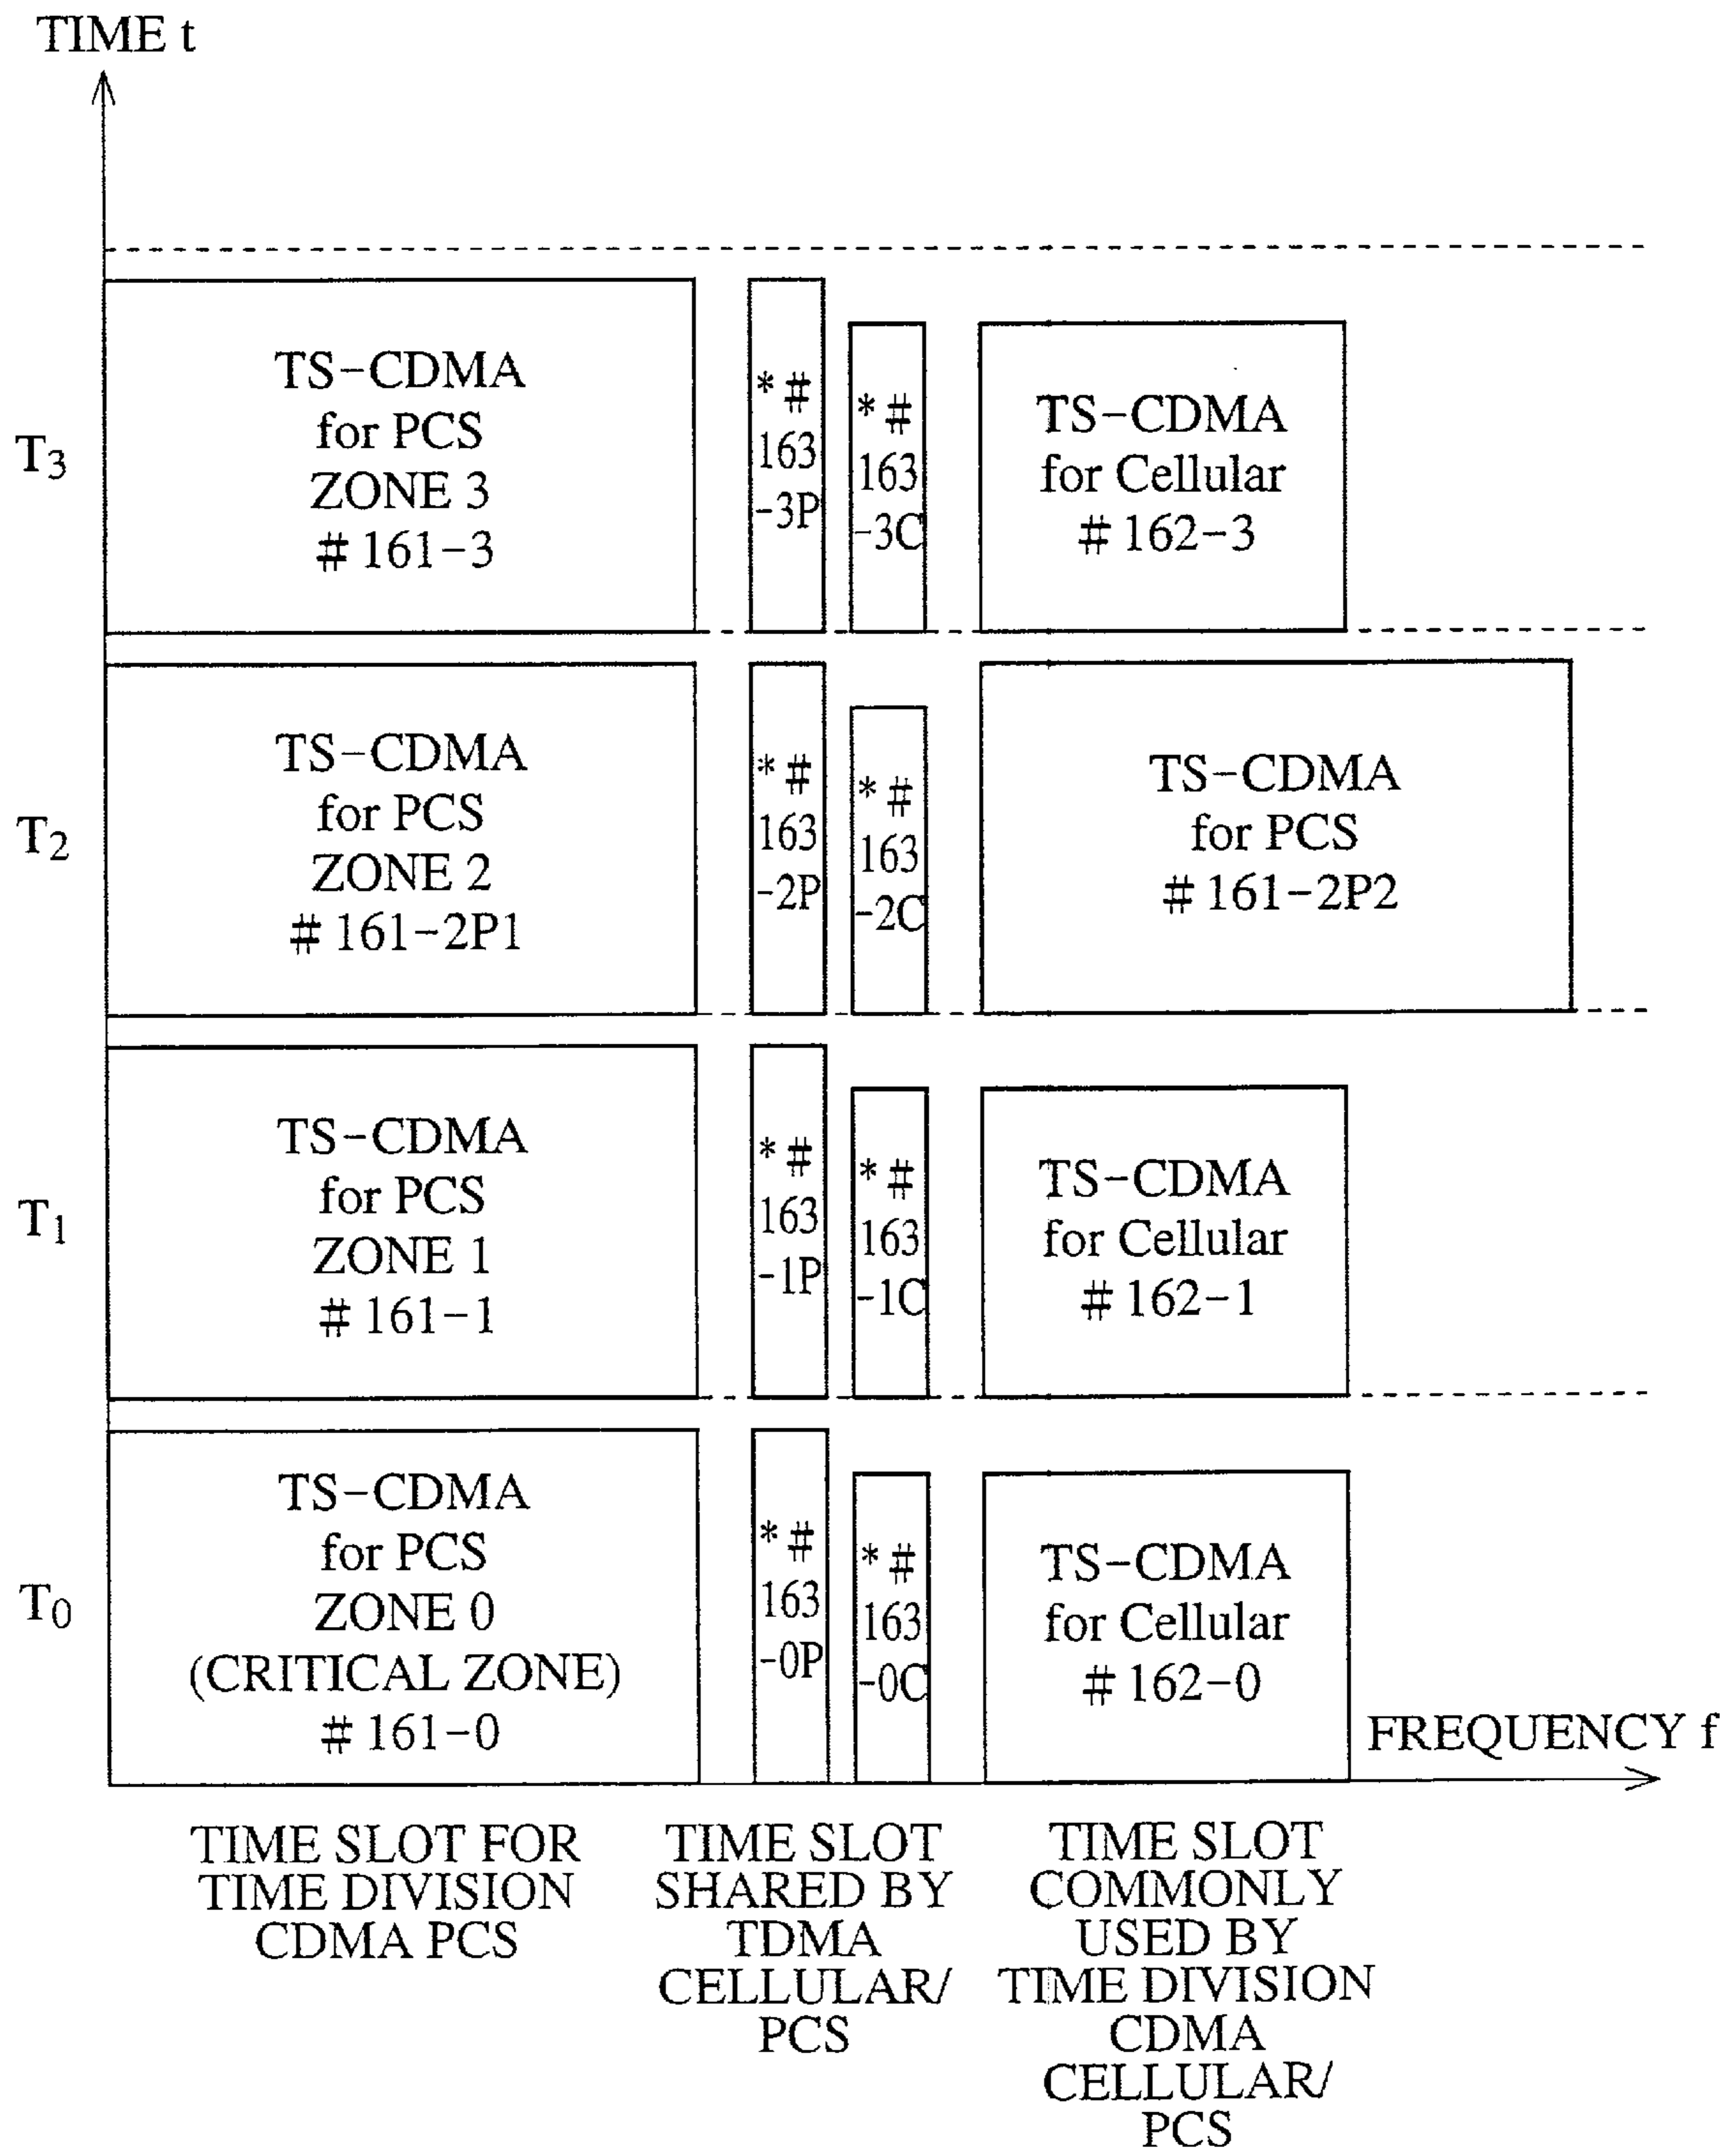 TIME t
T3
TS-CDMA
for PCS
ZONE 3
# 161-3
* #
163
-3P
* #
163
-3C
TS-CDMA
for Cellular
# 162-3
T2
TS-CDMA
for PCS
ZONE 2
# 161-2P1
* #
163
-2P
* #
163
-2C
TS-CDMA
for PCS
# 161-2P2
T1
TS-CDMA
for PCS
ZONE 1
# 161-1
* #
163
-1P
* #
163
-1C
TS-CDMA
for Cellular
# 162-1
T0
TS-CDMA
for PCS
ZONE 0
(CRITICAL ZONE)
# 161-0
* #
163
-0P
* #
163
-0C
TS-CDMA
for Cellular
# 162-0
FREQUENCY f
TIME SLOT FOR
TIME DIVISION
CDMA PCS
TIME SLOT
SHARED BY
TDMA
CELLULAR/
PCS
TIME SLOT
COMMONLY
USED BY
TIME DIVISION
CDMA
CELLULAR/
PCS